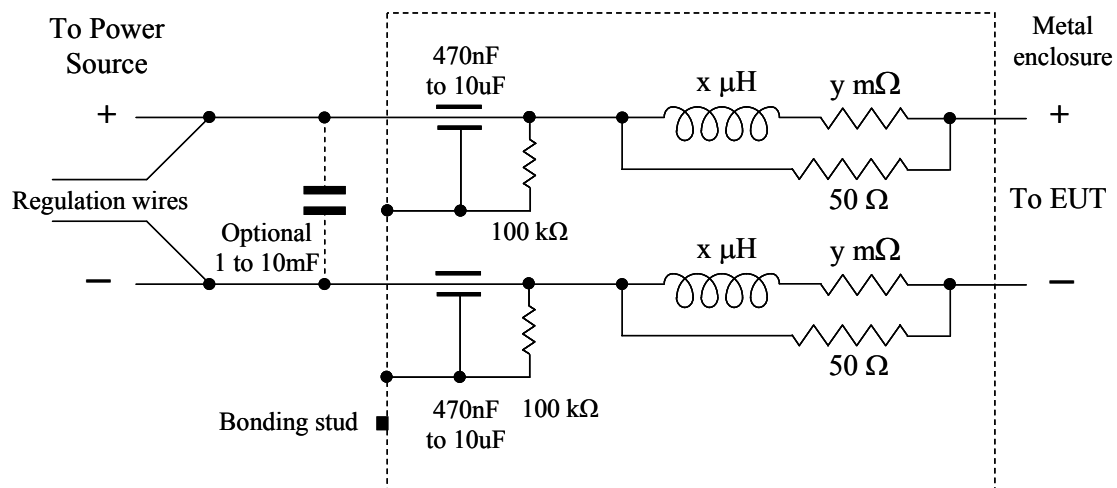 To Power
Source
+
Regulation wires
−
Optional
1 to 10mF
Bonding stud
470nF
to 10uF
100 kΩ
x μH
y mΩ
50 Ω
470nF
to 10uF
100 kΩ
x μH
y mΩ
50 Ω
Metal
enclosure
+
To EUT
−